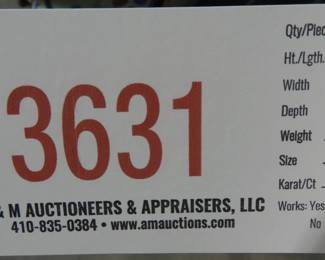 Qty/Piec
Ht./Lgth.
Width
Depth
Weight
Size
Karat/Ct
Works: Yes
No
3631
& M AUCTIONEERS & APPRAISERS, LLC
410-835-0384 • www.amauctions.com